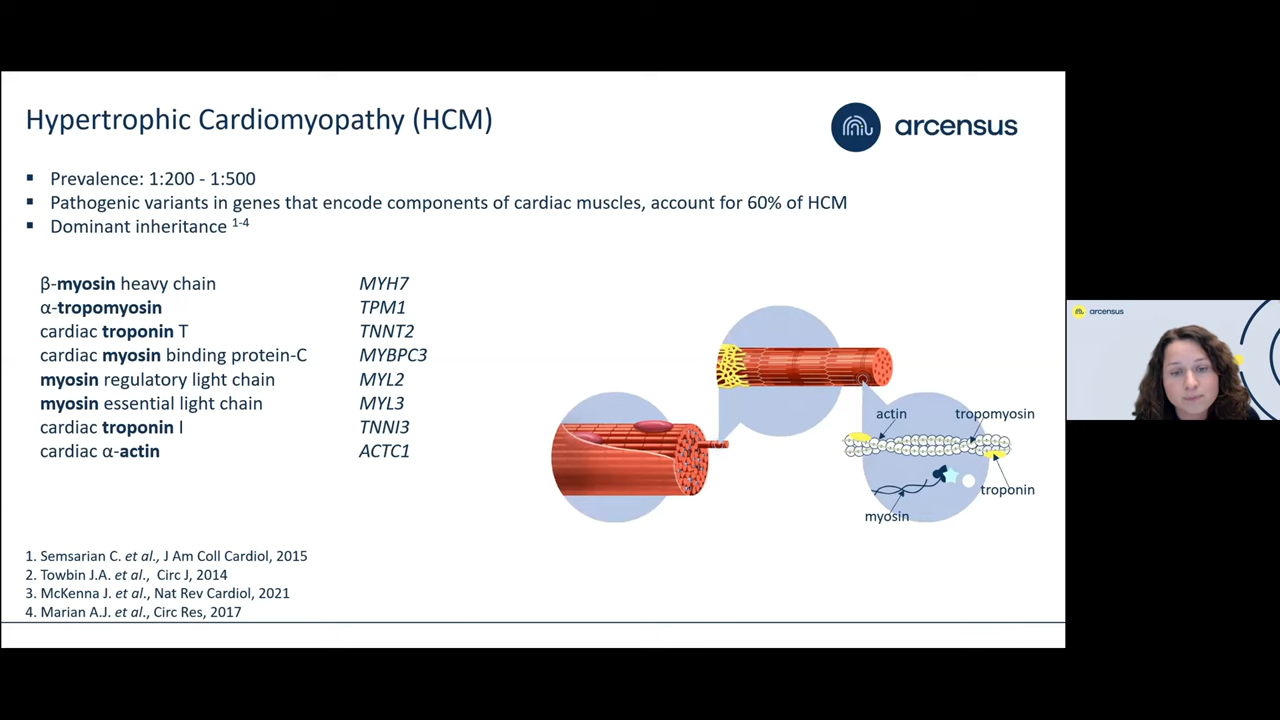 Hypertrophic Cardiomyopathy (HCM)
arcensus
▪ Prevalence: 1:200 - 1:500
▪ Pathogenic variants in genes that encode components of cardiac muscles, account for 60% of HCM
▪ Dominant inheritance 1-4
β-myosin heavy chain MYH7
α-tropomyosin TPM1
cardiac troponin T TNNT2
cardiac myosin binding protein-C MYBPC3
myosin regulatory light chain MYL2
myosin essential light chain MYL3
cardiac troponin I TNNI3
cardiac α-actin ACTC1
actin
tropomyosin
troponin
myosin
1. Semsarian C. et al., J Am Coll Cardiol, 2015
2. Towbin J.A. et al., Circ J, 2014
3. McKenna J. et al., Nat Rev Cardiol, 2021
4. Marian A.J. et al., Circ Res, 2017
arcensus